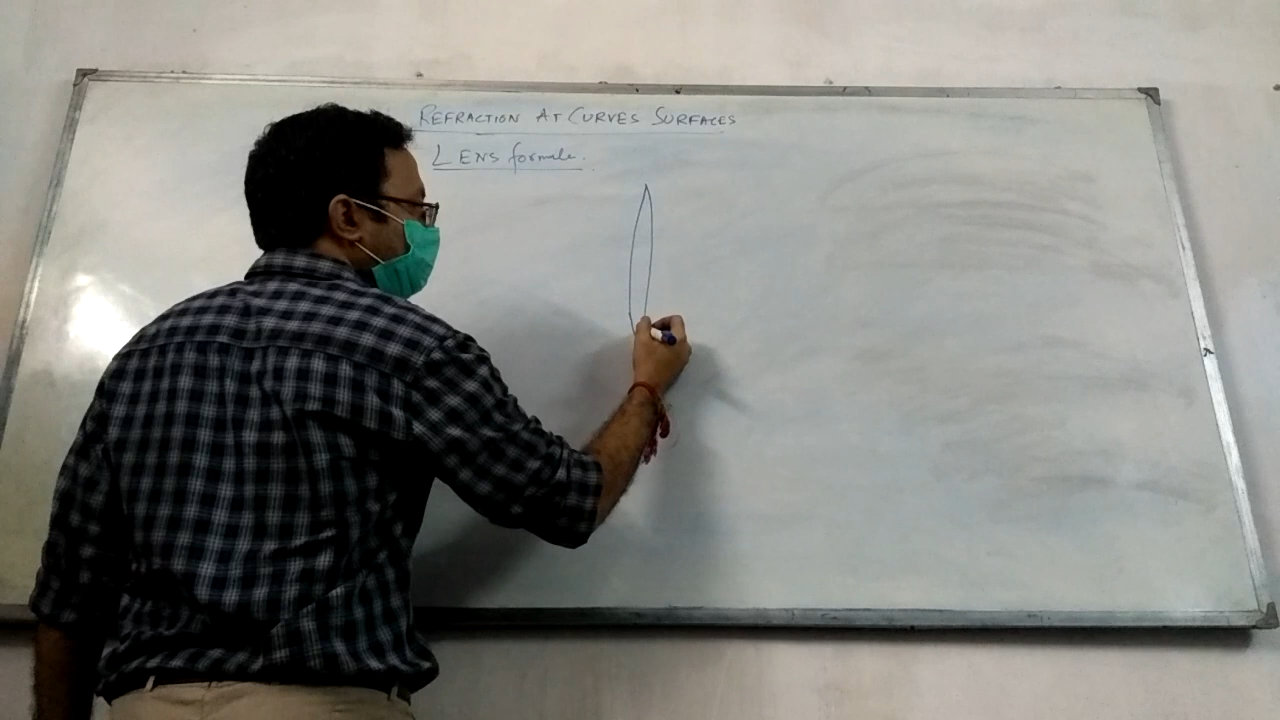 REFRACTION AT CURVES SURFACES
LENS formula.